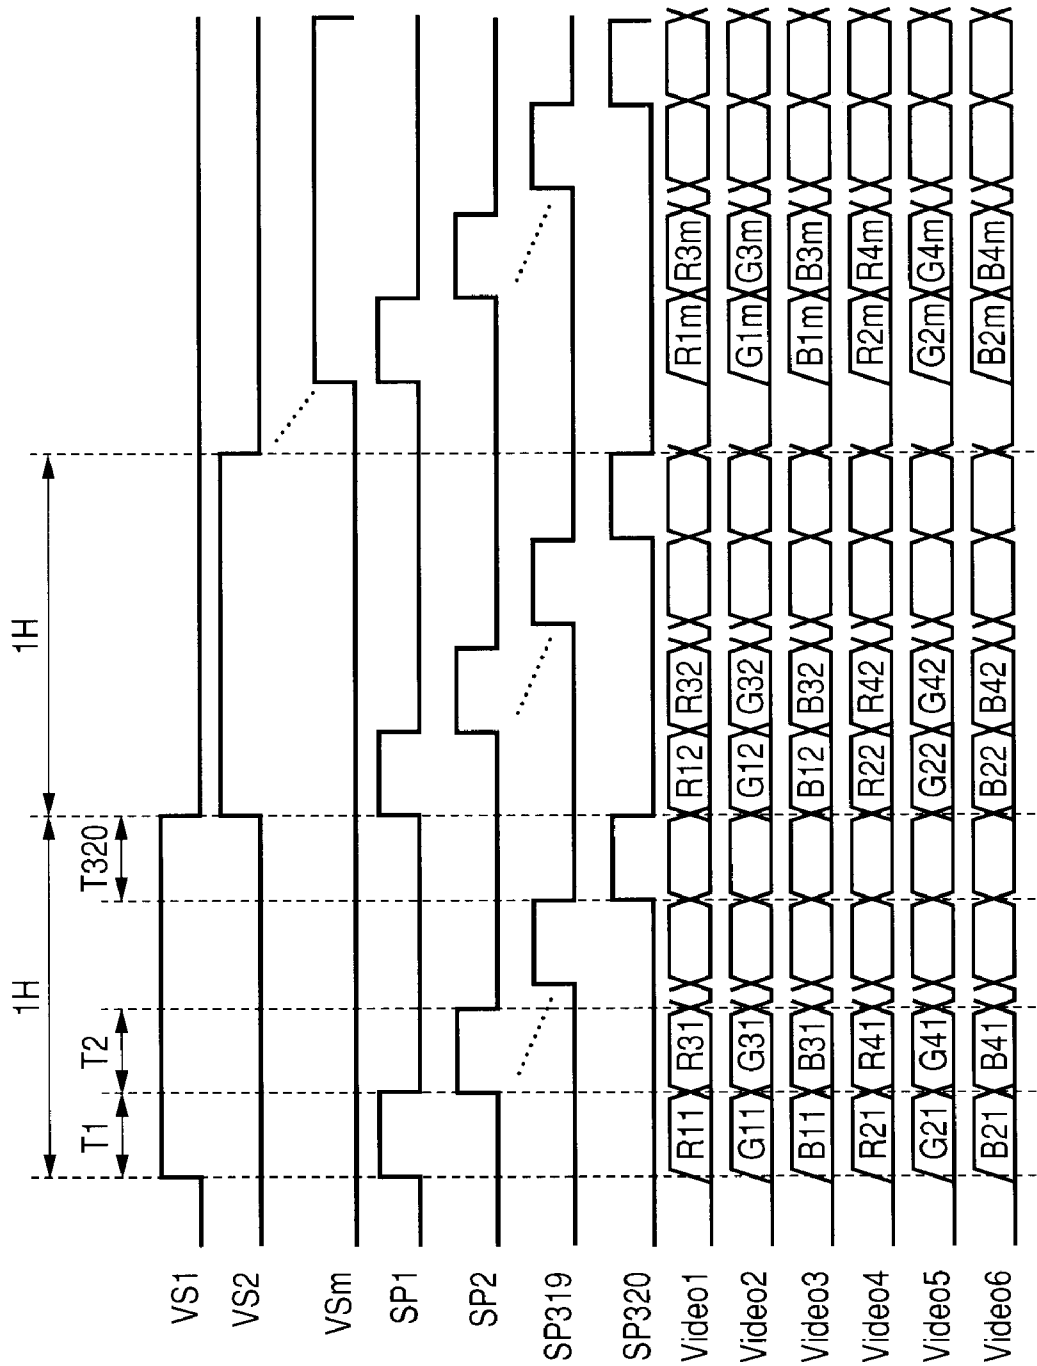 1H 1H
T1 T2 T320
VS1
VS2
VSm
SP1
SP2
SP319
SP320
Video1 R11 R31 R12 R32 R1m R3m
Video2 G11 G31 G12 G32 G1m G3m
Video3 B11 B31 B12 B32 B1m B3m
Video4 R21 R41 R22 R42 R2m R4m
Video5 G21 G41 G22 G42 G2m G4m
Video6 B21 B41 B22 B42 B2m B4m